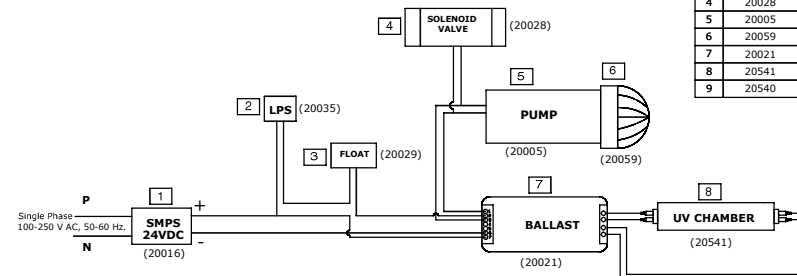 4 20028
5 20005
6 20059
7 20021
8 20541
9 20540
4
SOLENOID
VALVE
(20028)
5
6
PUMP
(20005)
(20059)
2
LPS
(20035)
3
FLOAT
(20029)
7
BALLAST
(20021)
8
UV CHAMBER
(20541)
1
P
Single Phase
100-250 V AC, 50-60 Hz.
N
SMPS
24VDC
+
-
(20016)